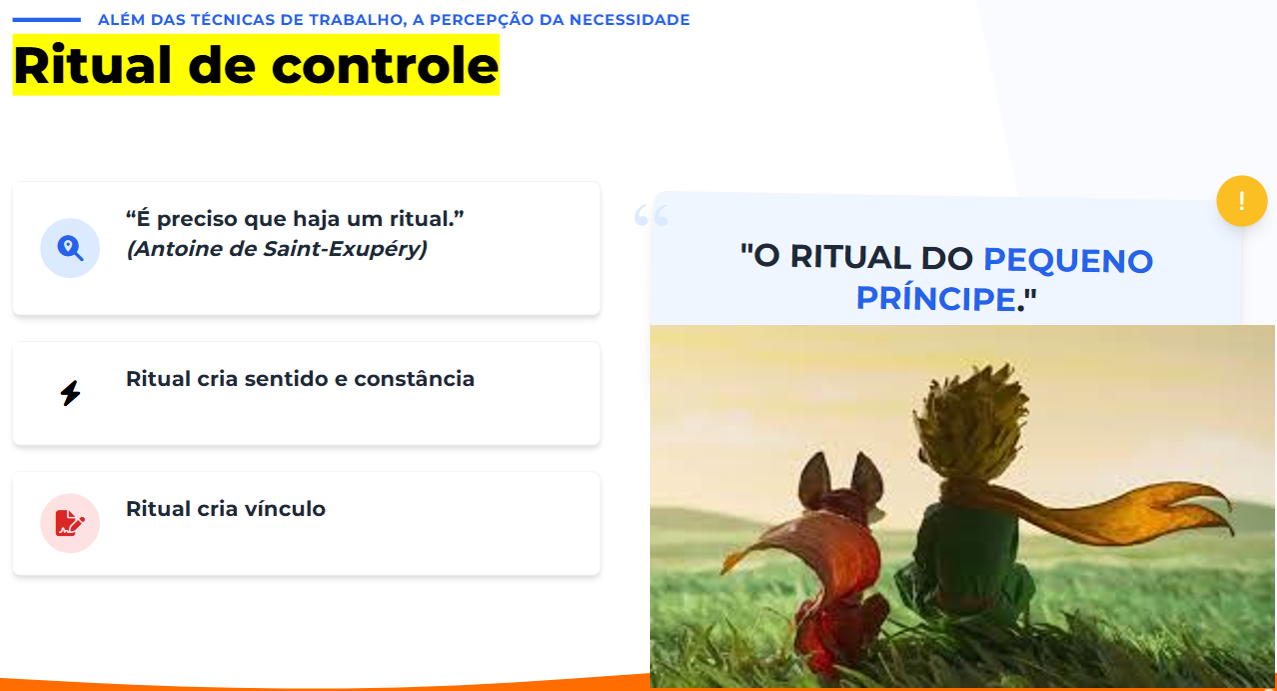 ALÉM DAS TÉCNICAS DE TRABALHO, A PERCEPÇÃO DA NECESSIDADE
Ritual de controle
“É preciso que haja um ritual.”
(Antoine de Saint-Exupéry)
Ritual cria sentido e constância
Ritual cria vínculo
“
!
"O RITUAL DO PEQUENO
PRÍNCIPE."